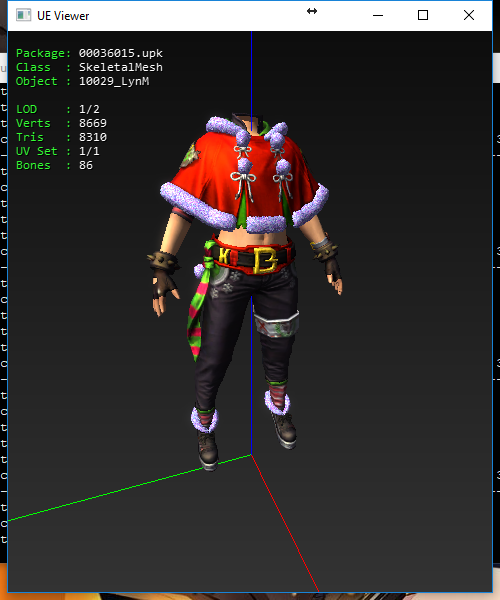 UE Viewer
Package: 00036015.upk
Class : SkeletalMesh
Object : 10029_LynM
LOD : 1/2
Verts : 8669
Tris : 8310
UV Set : 1/1
Bones : 86
K B